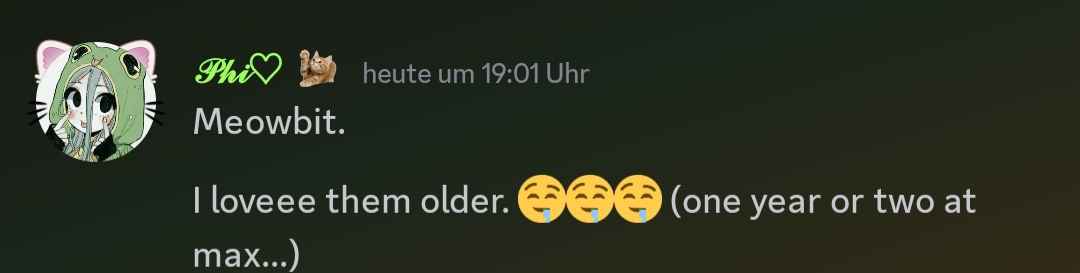 𝓟𝓱𝓲♡ heute um 19:01 Uhr
Meowbit.
I loveee them older. 🤤🤤🤤 (one year or two at
max...)